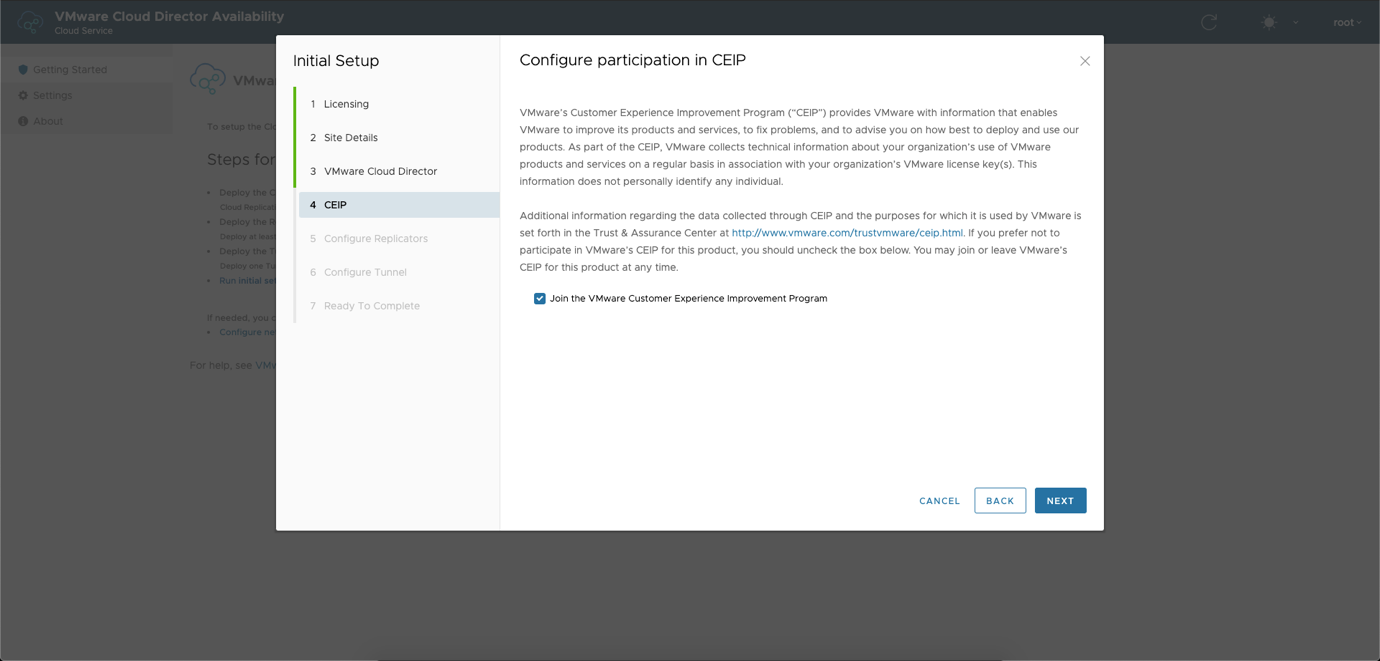 VMware Cloud Director Availability
Cloud Service
root
Getting Started
Settings
About
To setup the
Steps for
Deploy the
Cloud
Deploy the
Deploy at least
Deploy the
Deploy one
Run initial
If needed, you
Configure
For help, see
Initial Setup
1 Licensing
2 Site Details
3 VMware Cloud Director
4 CEIP
5 Configure Replicators
6 Configure Tunnel
7 Ready To Complete
Configure participation in CEIP
VMware’s Customer Experience Improvement Program (“CEIP”) provides VMware with information that enables
VMware to improve its products and services, to fix problems, and to advise you on how best to deploy and use our
products. As part of the CEIP, VMware collects technical information about your organization’s use of VMware
products and services on a regular basis in association with your organization’s VMware license key(s). This
information does not personally identify any individual.
Additional information regarding the data collected through CEIP and the purposes for which it is used by VMware is
set forth in the Trust & Assurance Center at http://www.vmware.com/trustvmware/ceip.html. If you prefer not to
participate in VMware’s CEIP for this product, you should uncheck the box below. You may join or leave VMware’s
CEIP for this product at any time.
Join the VMware Customer Experience Improvement Program
CANCEL
BACK
NEXT